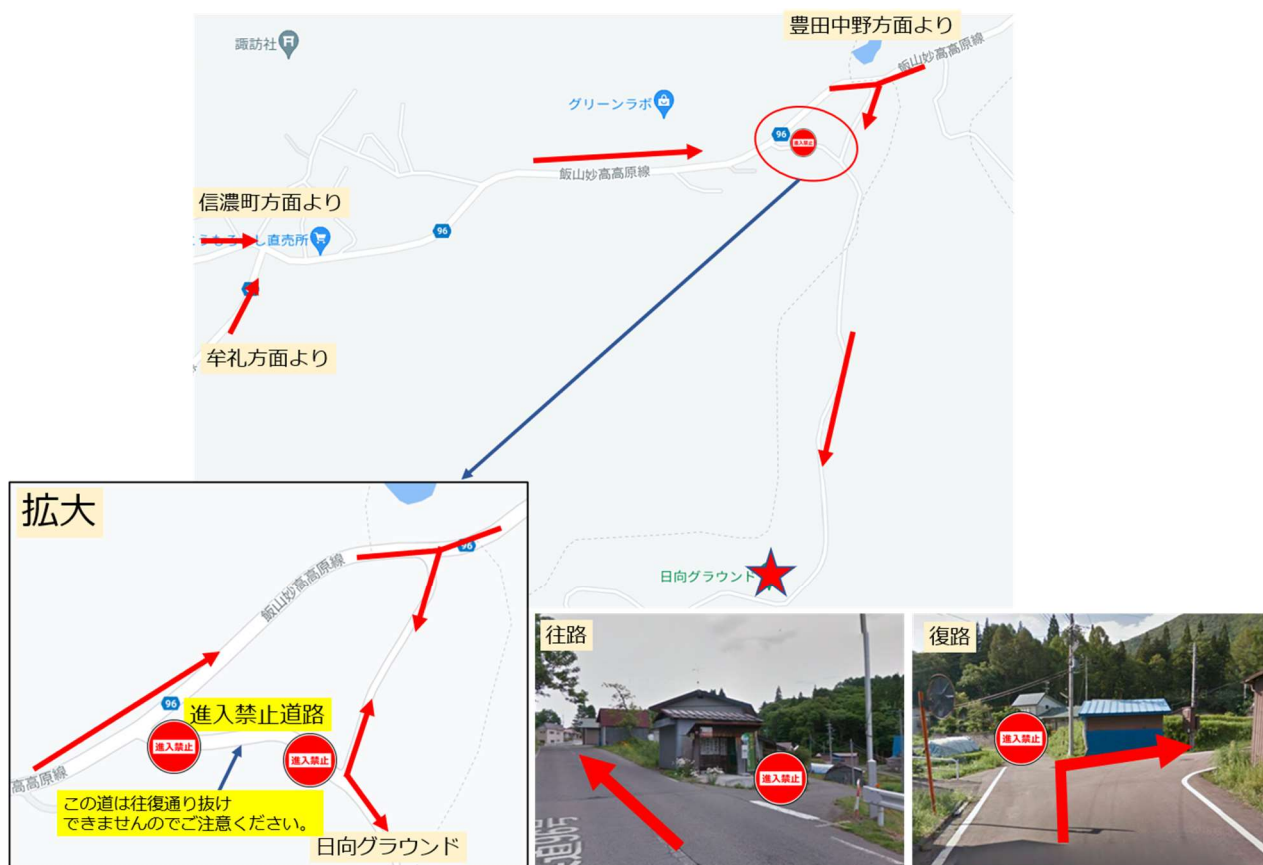 豊田中野方面より
諏訪社
飯山妙高高原線
グリーンラボ
96
進入禁止
飯山妙高高原線
信濃町方面より
96
直売所
牟礼方面より
拡大
96
飯山妙高高原線
日向グラウンド
96
進入禁止道路
進入禁止
進入禁止
高高原線
この道は往復通り抜け
できませんのでご注意ください。
日向グラウンド
往路
進入禁止
復路
進入禁止